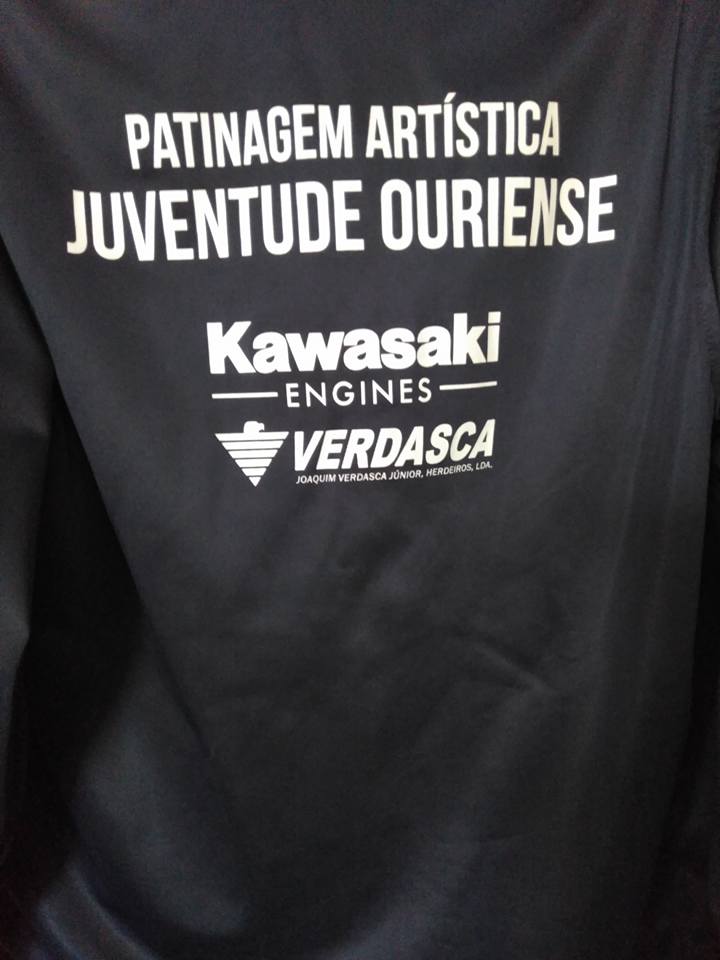 PATINAGEM ARTÍSTICA
JUVENTUDE OURIENSE
Kawasaki
ENGINES
VERDASCA
JOAQUIM VERDASCA JÚNIOR, HERDEIROS, LDA.